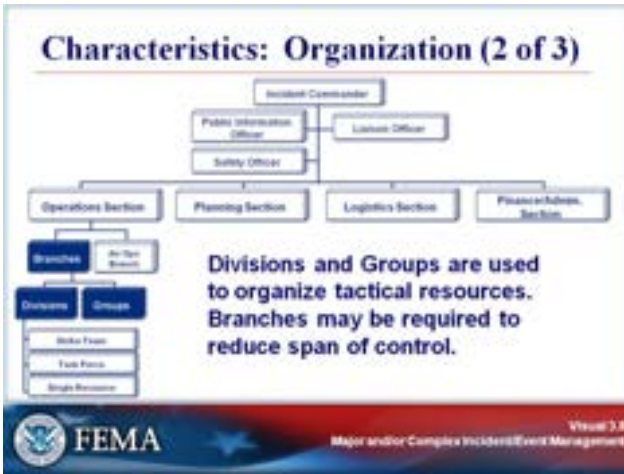 Characteristics: Organization (2 of 3)
Incident Commander
Public Information
Officer
Liaison Officer
Safety Officer
Operations Section
Planning Section
Logistics Section
Finance/Admin.
Section
Branches
Air Ops
Branch
Divisions
Groups
Strike Team
Task Force
Single Resource
Divisions and Groups are used
to organize tactical resources.
Branches may be required to
reduce span of control.
FEMA
Visual 3.8
Major and/or Complex Incident/Event Management